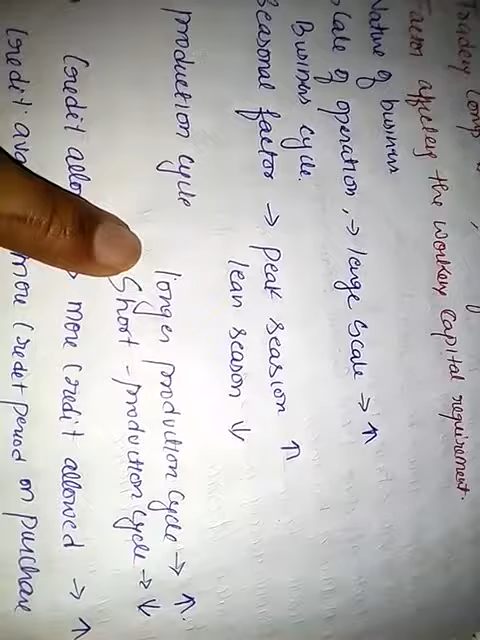 Factor affecting the working capital requirement.
Nature of business
scale of operation, → large scale → ↑
Business cycle.
seasonal factor → peak season ↑
lean season ↓
production cycle
longer production cycle → ↑.
Short - production cycle → ↓
Credit allow → more Credit allowed → ↑
Credit ava more Credit period on purchase